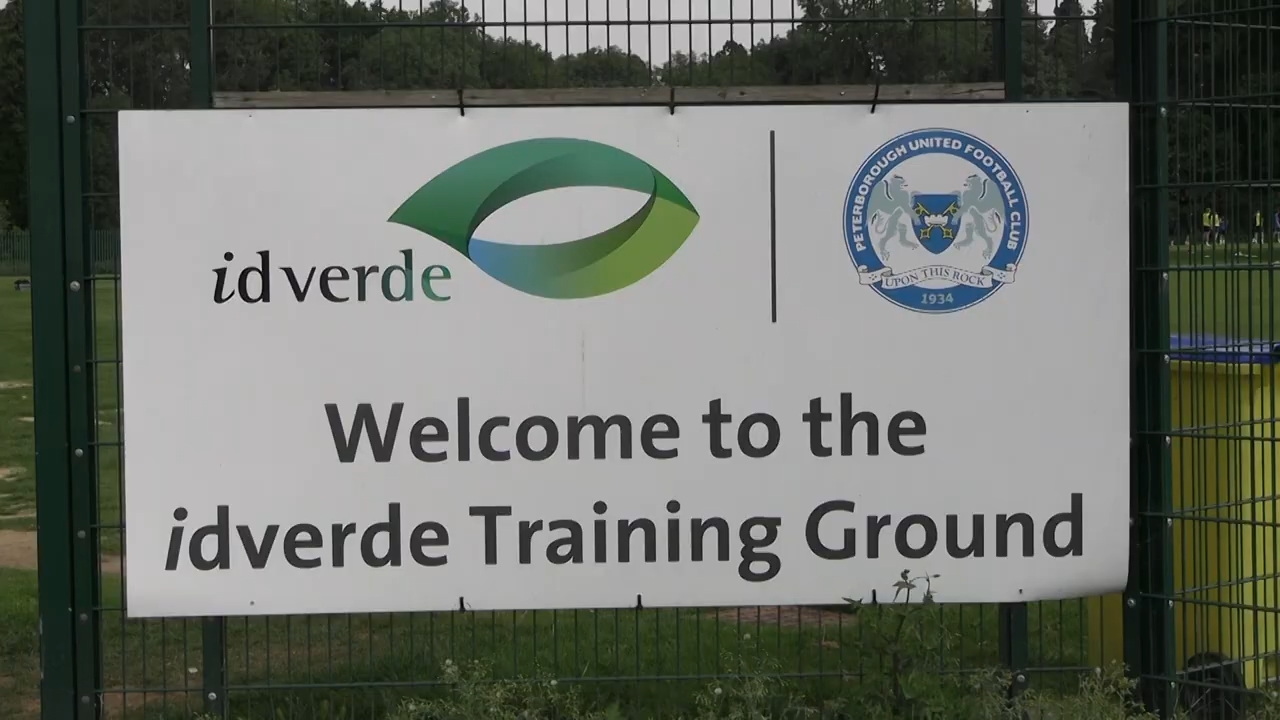 idverde
PETERBOROUGH UNITED FOOTBALL CLUB
UPON THIS ROCK
1934
Welcome to the
idverde Training Ground